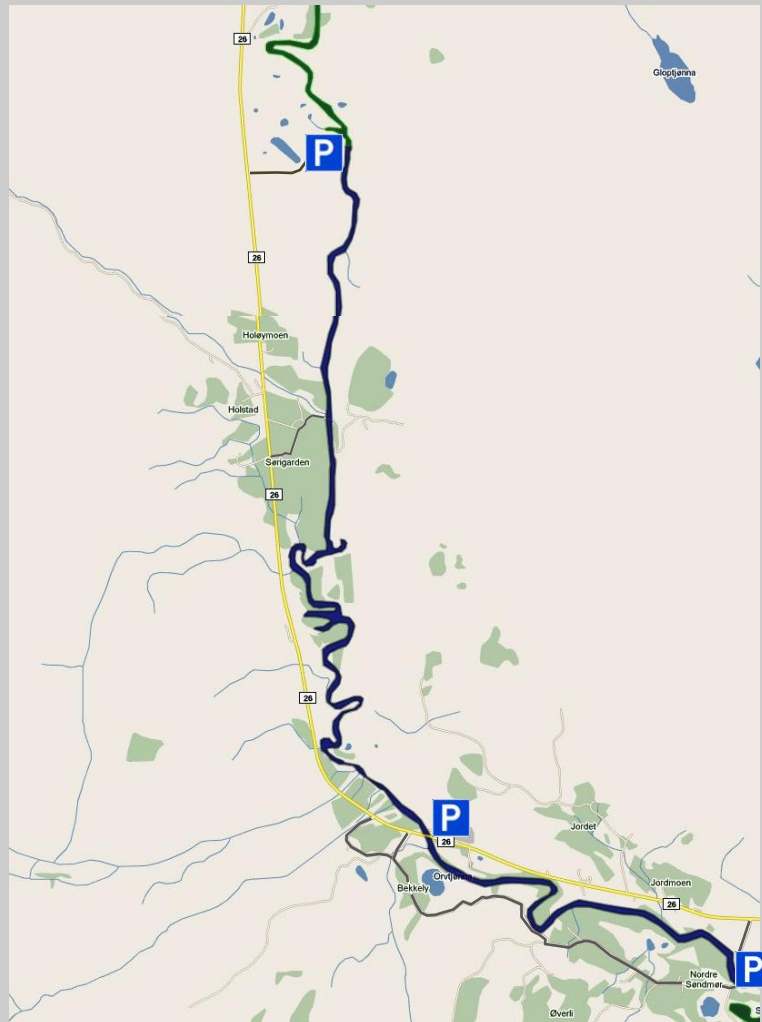 26
Gloptjønna
P
26
Holøymoen
Holstad
Sørigarden
26
26
P
26
Jordet
Orvtjønna
Jordmoen
Bekkely
26
P
Nordre
Søndmør
Øverli
S